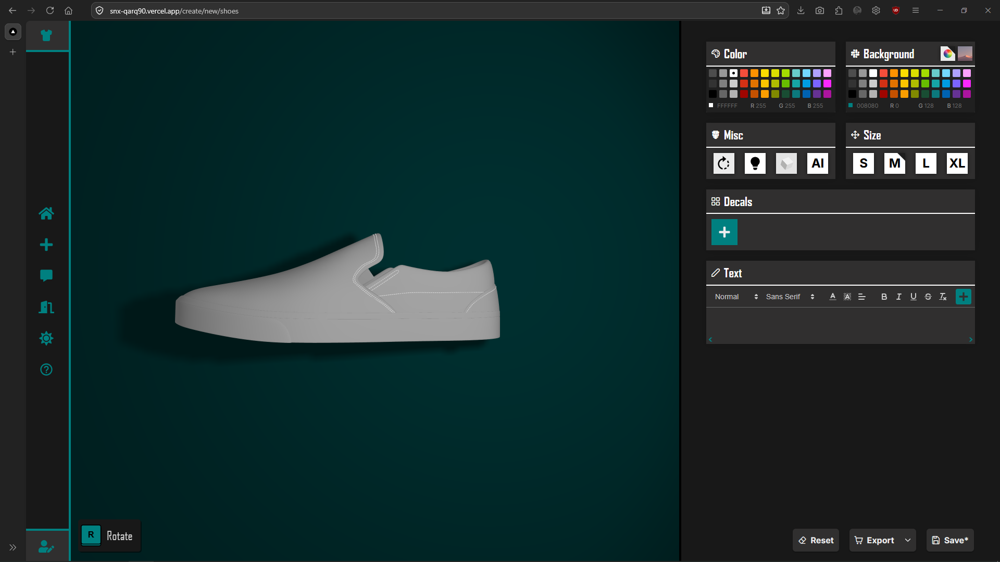 snx-qarq90.vercel.app/create/new/shoes
Color
Background
FFFFFF R 255 G 255 B 255
008080 R 0 G 128 B 128
Misc
Size
AI
S M L XL
Decals
Text
Normal Sans Serif
R Rotate
Reset Export Save*